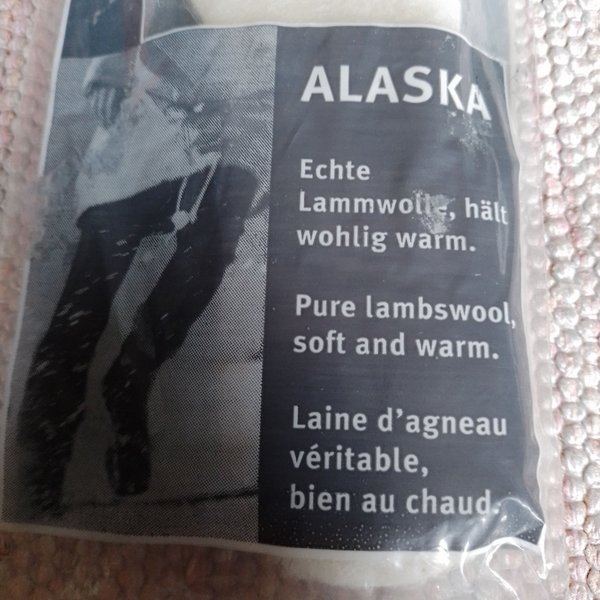 ALASKA
Echte
Lammwolle, hält
wohlig warm.
Pure lambswool,
soft and warm.
Laine d'agneau
véritable,
bien au chaud.